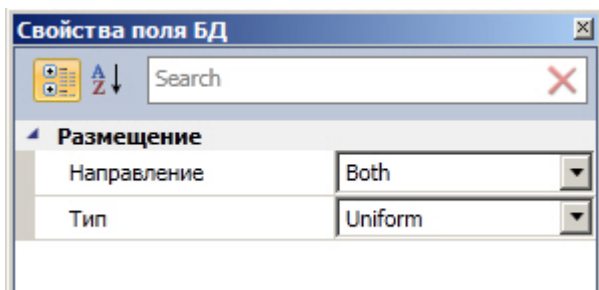 Свойства поля БД
A Z Search
Размещение
Направление Both
Тип Uniform